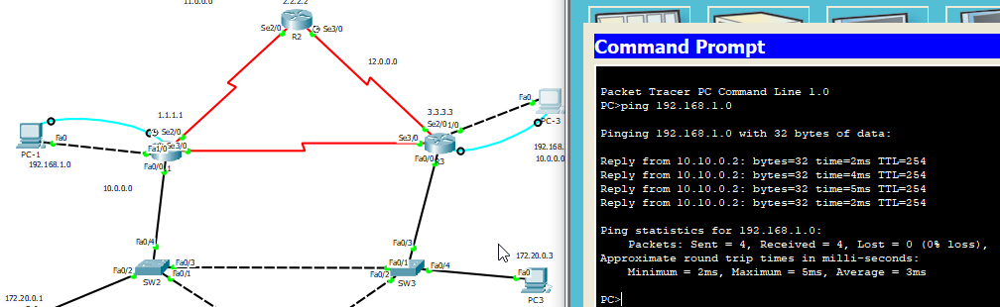 11.0.0.0
2.2.2.2
Se2/0
Se3/0
R2
12.0.0.0
1.1.1.1
Se2/0
Fa0
PC-1
Fa1/0
Se3/0
Fa0/0
192.168.1.0
10.0.0.0
3.3.3.3
Se2/0
1/0
Se3/0
Fa0/0
Fa0
PC-3
192.168.
10.0.0.
Fa0/4
Fa0/2
Fa0/3
Fa0/1
SW2
172.20.0.1
Fa0/3
Fa0/1
Fa0/2
Fa0/4
SW3
172.20.0.3
Fa0
PC3
Command Prompt
Packet Tracer PC Command Line 1.0
PC>ping 192.168.1.0
Pinging 192.168.1.0 with 32 bytes of data:
Reply from 10.10.0.2: bytes=32 time=2ms TTL=254
Reply from 10.10.0.2: bytes=32 time=4ms TTL=254
Reply from 10.10.0.2: bytes=32 time=5ms TTL=254
Reply from 10.10.0.2: bytes=32 time=2ms TTL=254
Ping statistics for 192.168.1.0:
Packets: Sent = 4, Received = 4, Lost = 0 (0% loss),
Approximate round trip times in milli-seconds:
Minimum = 2ms, Maximum = 5ms, Average = 3ms
PC>